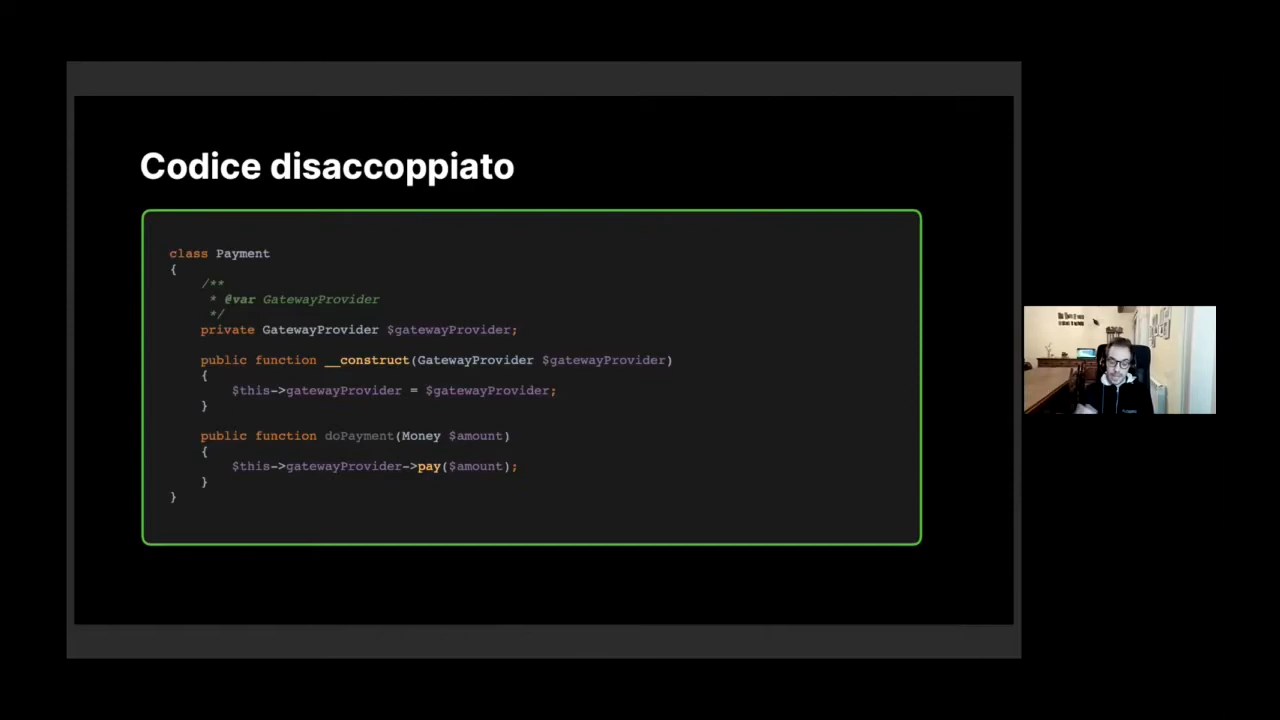 Codice disaccoppiato
class Payment
{
/**
* @var GatewayProvider
*/
private GatewayProvider $gatewayProvider;
public function __construct(GatewayProvider $gatewayProvider)
{
$this->gatewayProvider = $gatewayProvider;
}
public function doPayment(Money $amount)
{
$this->gatewayProvider->pay($amount);
}
}